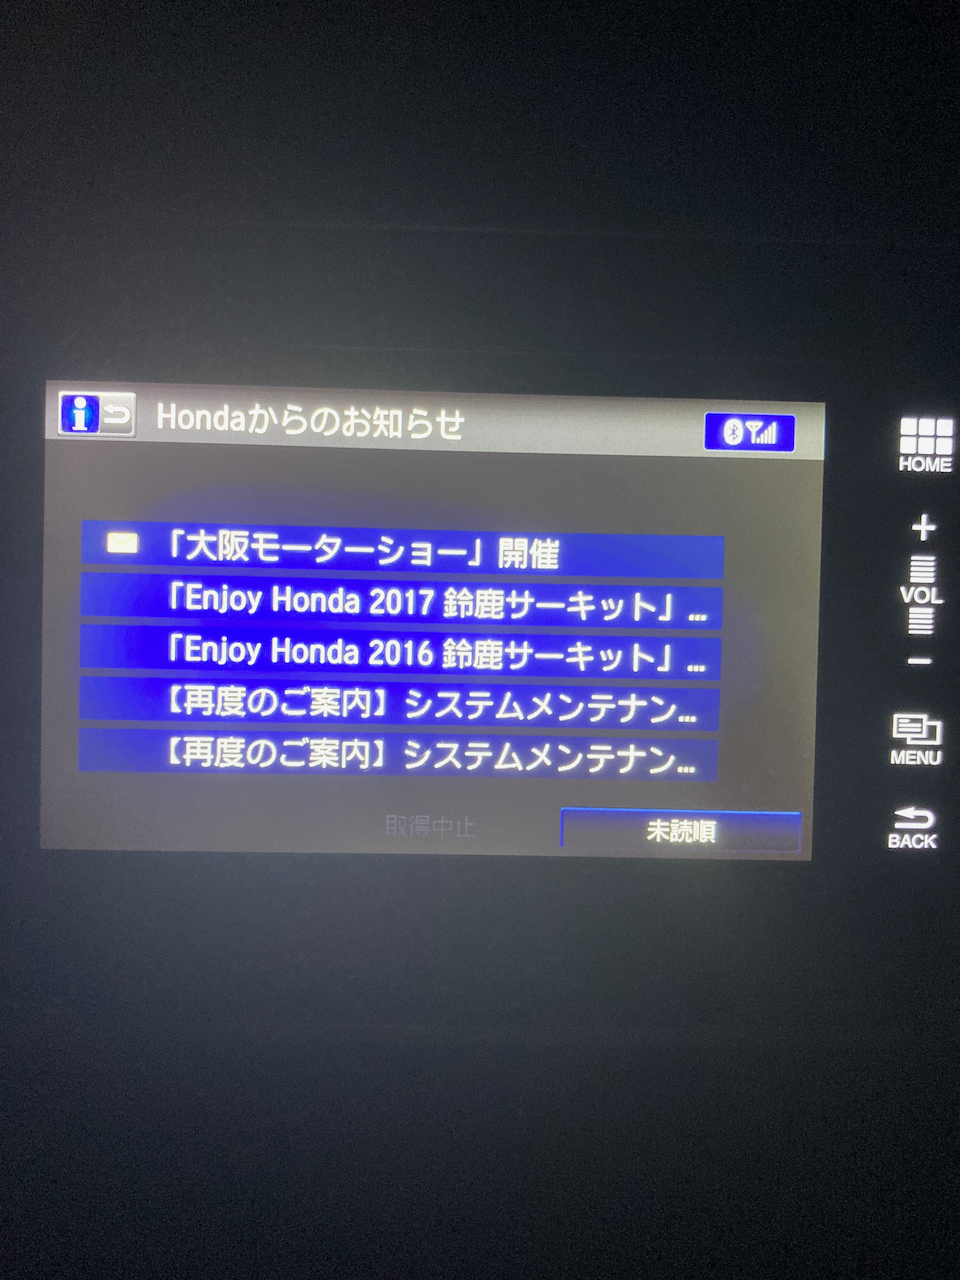 Hondaからのお知らせ
「大阪モーターショー」開催
「Enjoy Honda 2017 鈴鹿サーキット」...
「Enjoy Honda 2016 鈴鹿サーキット」...
【再度のご案内】システムメンテナン...
【再度のご案内】システムメンテナン...
取得中止
未読順
HOME
+
VOL
−
MENU
BACK